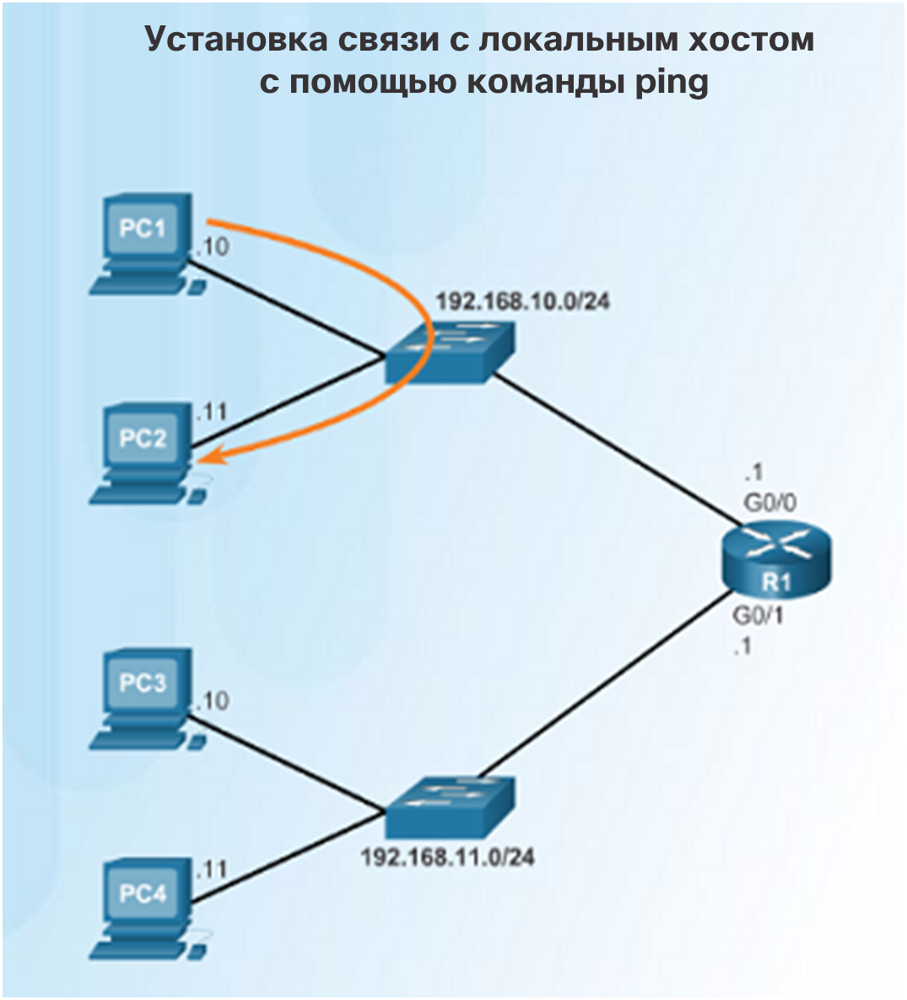 Установка связи с локальным хостом
с помощью команды ping
PC1
.10
192.168.10.0/24
.11
PC2
.1
G0/0
R1
G0/1
.1
PC3
.10
192.168.11.0/24
.11
PC4